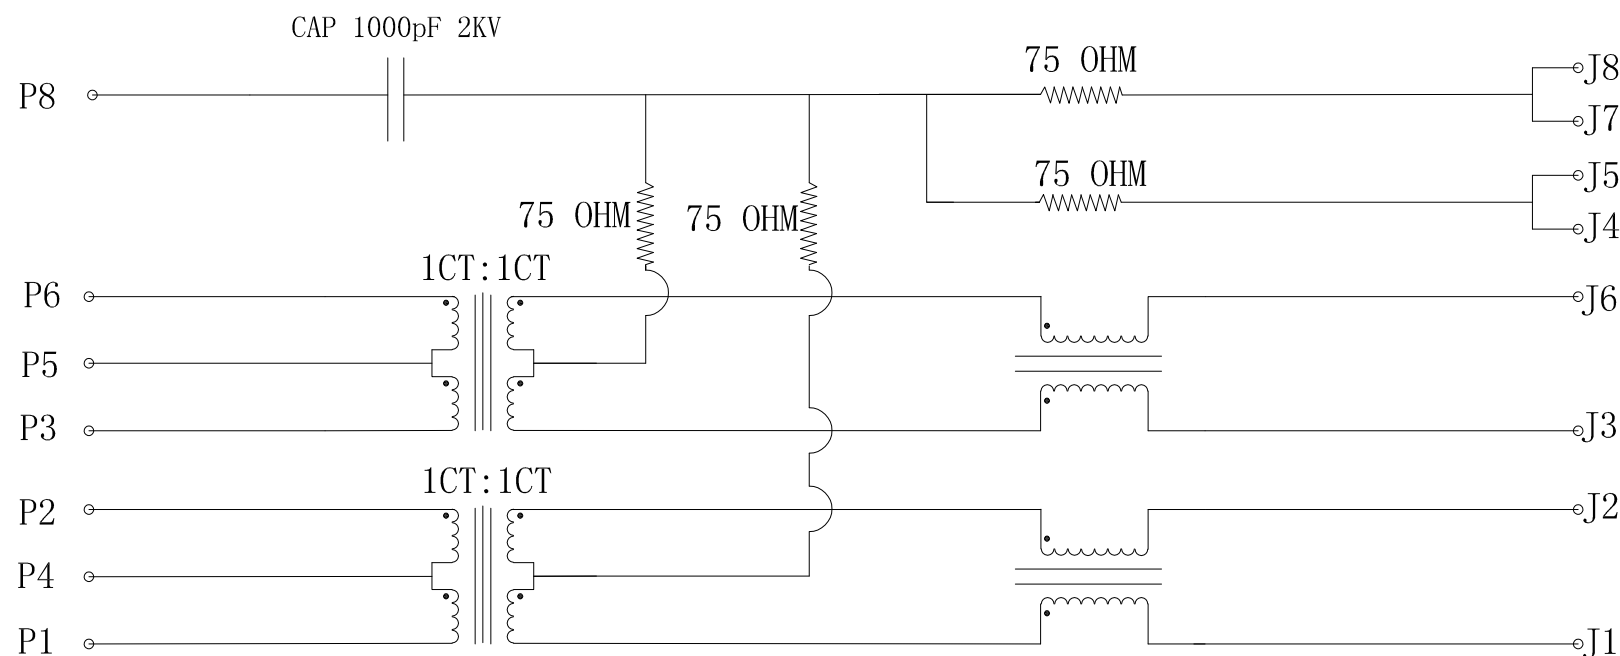 CAP 1000pF 2KV
75 OHM
J8
P8
J7
75 OHM
J5
75 OHM
75 OHM
J4
1CT:1CT
P6
J6
P5
P3
J3
1CT:1CT
P2
J2
P4
P1
J1